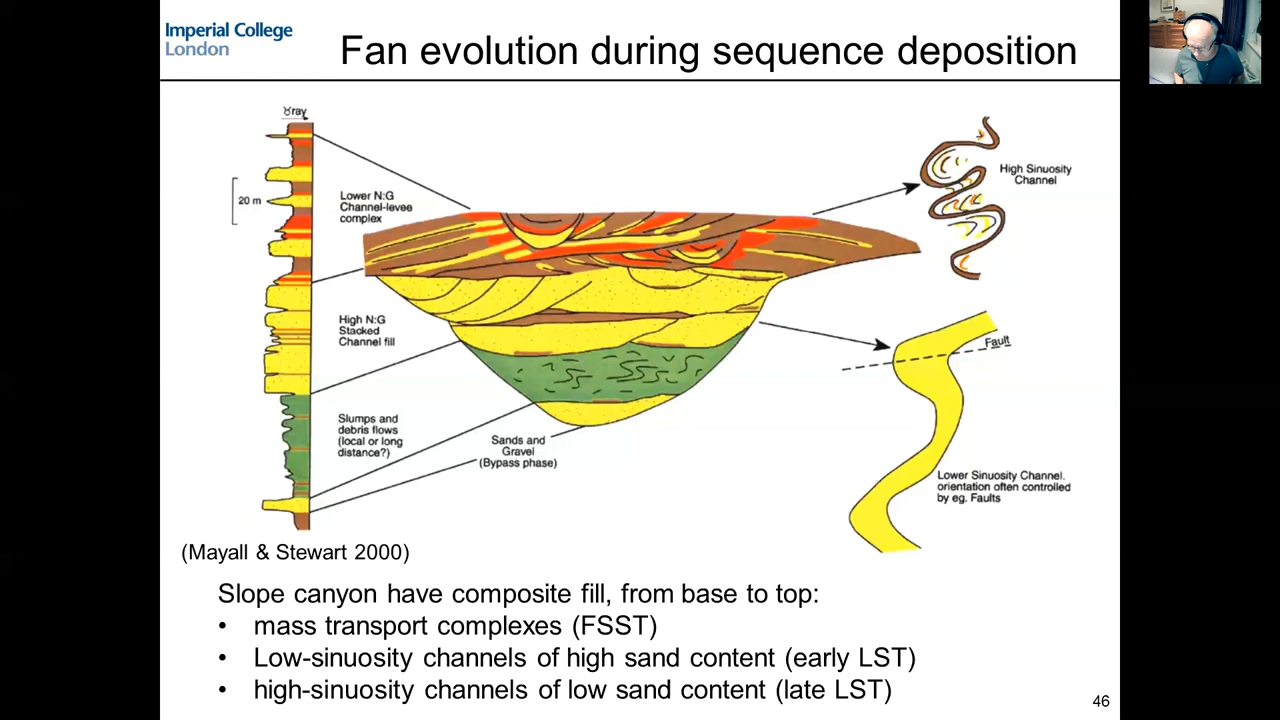 Imperial College
London
Fan evolution during sequence deposition
ɣray
20 m
Lower N:G
Channel-levee
complex
High N:G
Stacked
Channel fill
Slumps and
debris flows
(local or long
distance?)
Sands and
Gravel
(Bypass phase)
High Sinuosity
Channel
Fault
Lower Sinuosity Channel.
orientation often controlled
by eg. Faults
(Mayall & Stewart 2000)
Slope canyon have composite fill, from base to top:
• mass transport complexes (FSST)
• Low-sinuosity channels of high sand content (early LST)
• high-sinuosity channels of low sand content (late LST)
46